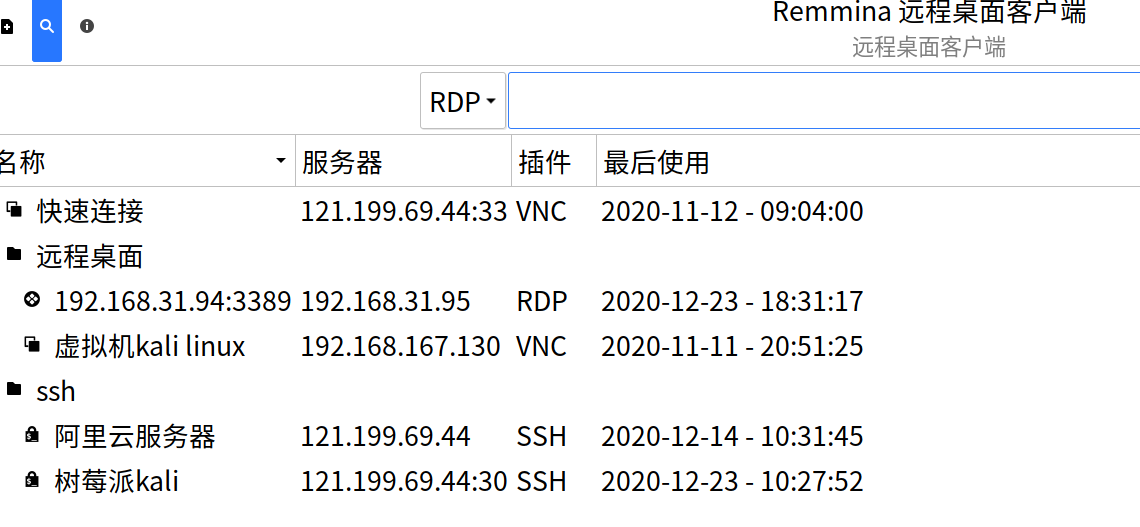 Remmina 远程桌面客户端
远程桌面客户端
RDP
名称 服务器 插件 最后使用
快速连接 121.199.69.44:33 VNC 2020-11-12 - 09:04:00
远程桌面
192.168.31.94:3389 192.168.31.95 RDP 2020-12-23 - 18:31:17
虚拟机kali linux 192.168.167.130 VNC 2020-11-11 - 20:51:25
ssh
阿里云服务器 121.199.69.44 SSH 2020-12-14 - 10:31:45
树莓派kali 121.199.69.44:30 SSH 2020-12-23 - 10:27:52